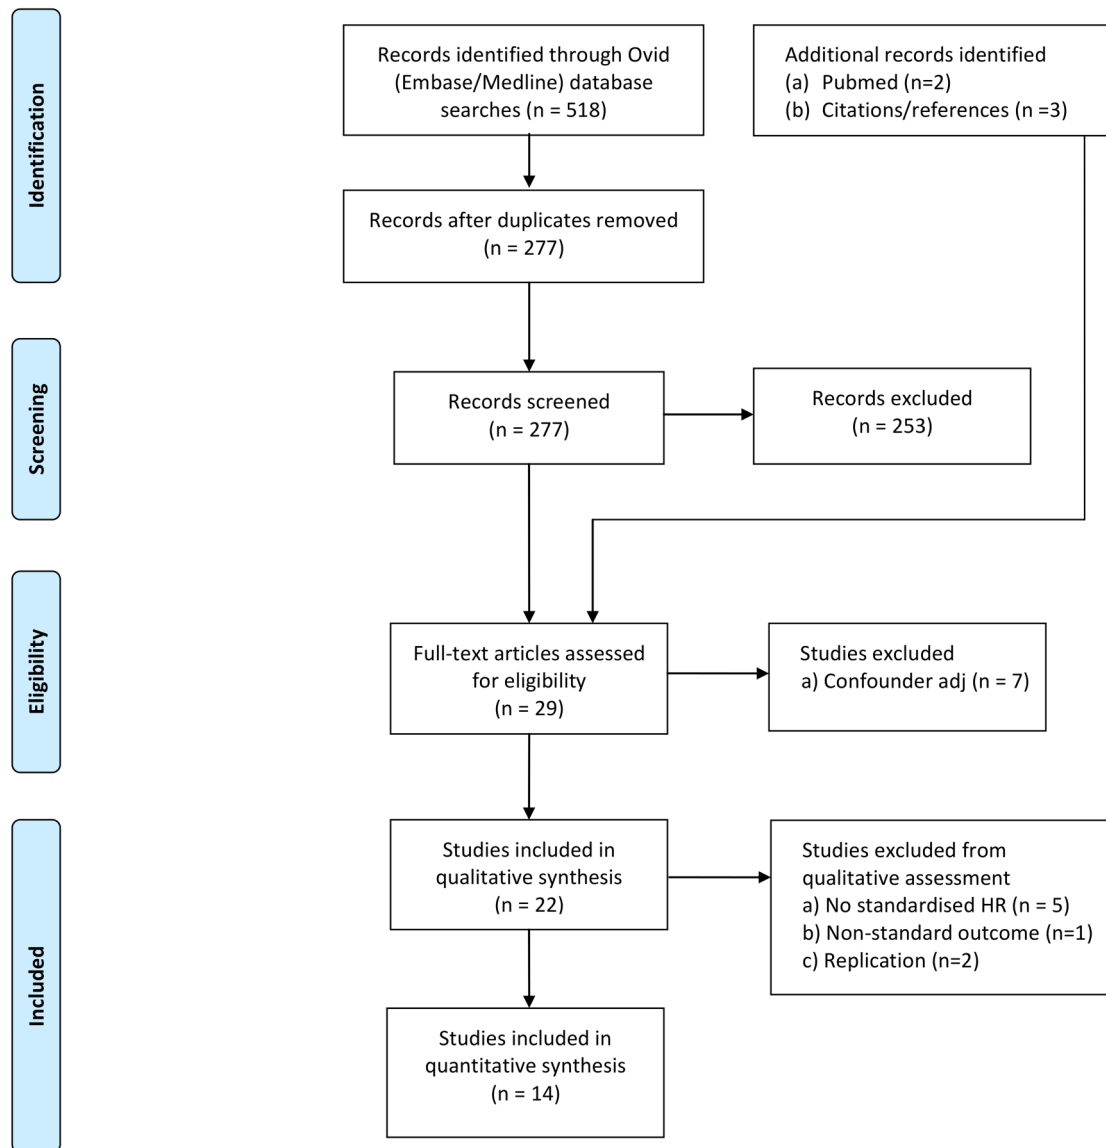 Identification
Records identified through Ovid
(Embase/Medline) database
searches (n = 518)
Additional records identified
(a) Pubmed (n=2)
(b) Citations/references (n =3)
Records after duplicates removed
(n = 277)
Screening
Records screened
(n = 277)
Records excluded
(n = 253)
Eligibility
Full-text articles assessed
for eligibility
(n = 29)
Studies excluded
a) Confounder adj (n = 7)
Included
Studies included in
qualitative synthesis
(n = 22)
Studies excluded from
qualitative assessment
a) No standardised HR (n = 5)
b) Non-standard outcome (n=1)
c) Replication (n=2)
Studies included in
quantitative synthesis
(n = 14)